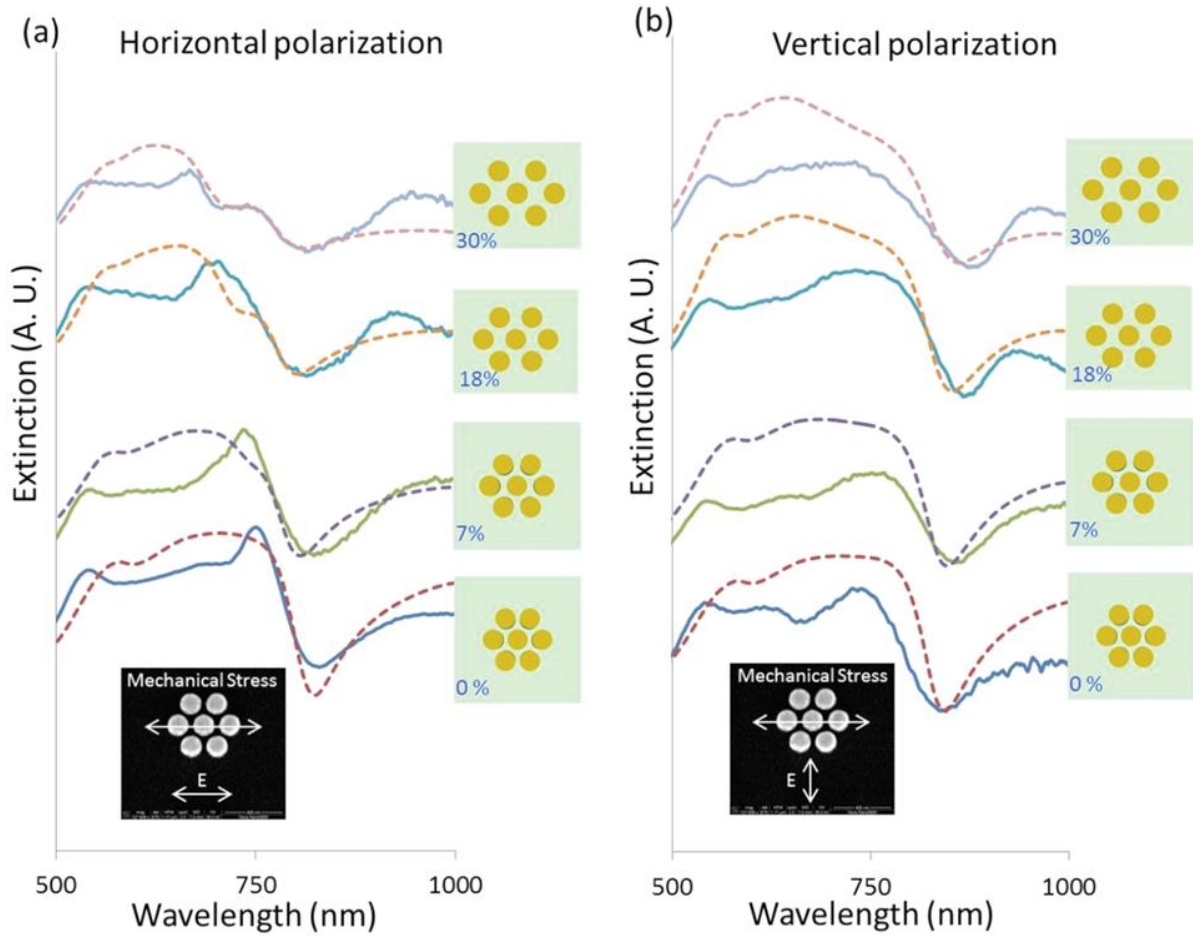 (a)
Horizontal polarization
Extinction (A. U.)
30%
18%
7%
0 %
Mechanical Stress
E
500
750
1000
Wavelength (nm)
(b)
Vertical polarization
Extinction (A. U.)
30%
18%
7%
0%
Mechanical Stress
E
500
750
1000
Wavelength (nm)